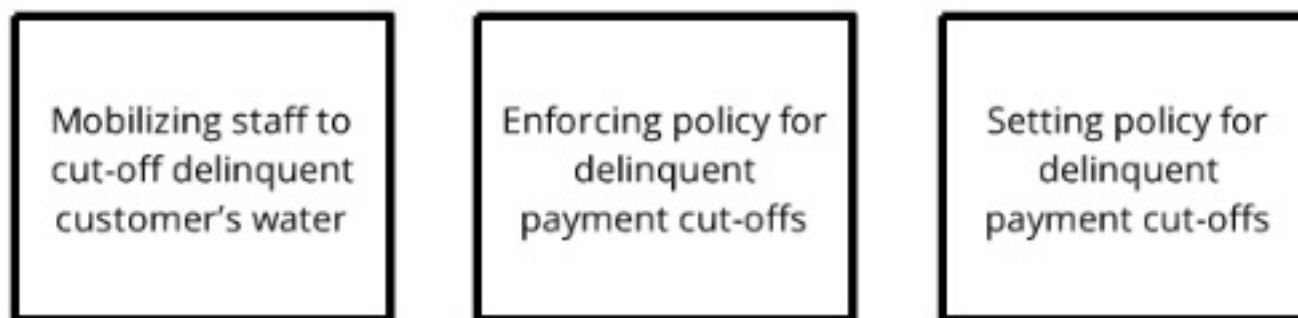 Mobilizing staff to
cut-off delinquent
customer’s water
Enforcing policy for
delinquent
payment cut-offs
Setting policy for
delinquent
payment cut-offs